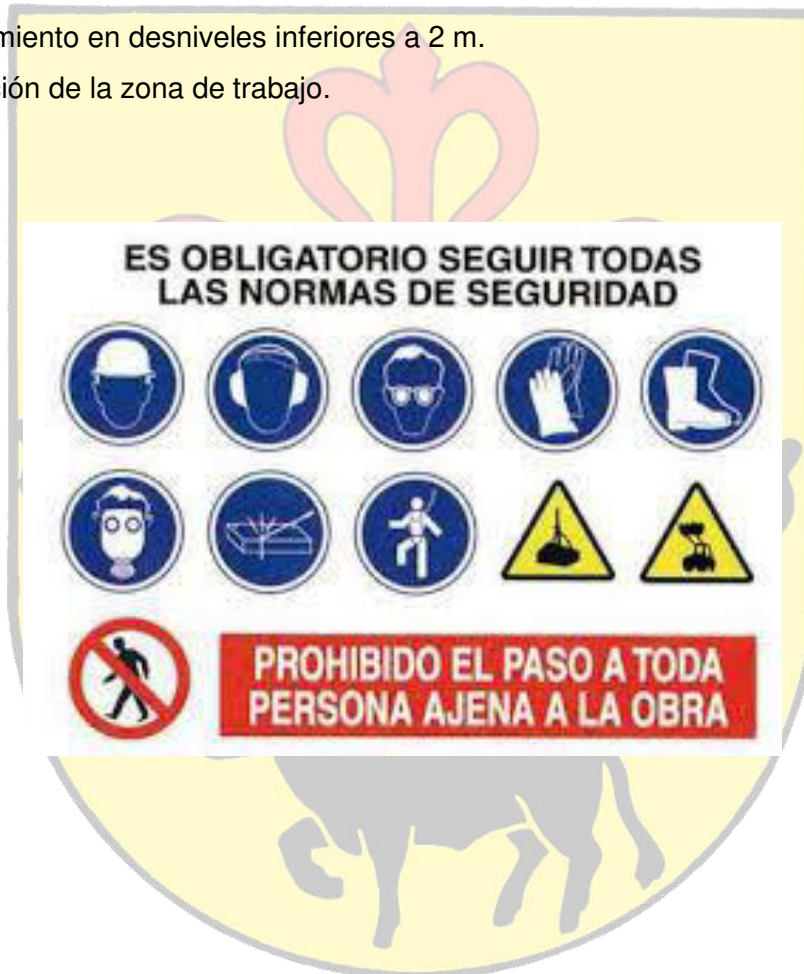 miento en desniveles inferiores a 2 m.
ción de la zona de trabajo.
ES OBLIGATORIO SEGUIR TODAS
LAS NORMAS DE SEGURIDAD
PROHIBIDO EL PASO A TODA
PERSONA AJENA A LA OBRA